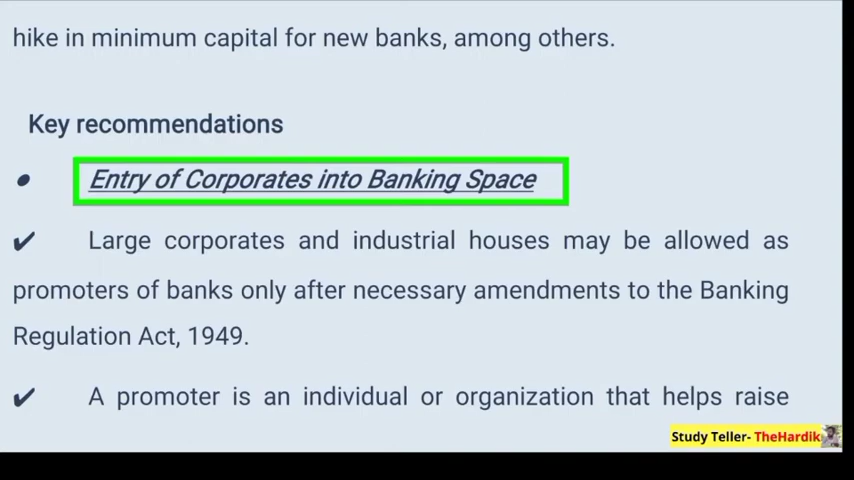 hike in minimum capital for new banks, among others.
Key recommendations
• Entry of Corporates into Banking Space
✔ Large corporates and industrial houses may be allowed as
promoters of banks only after necessary amendments to the Banking
Regulation Act, 1949.
✔ A promoter is an individual or organization that helps raise
Study Teller- TheHardik